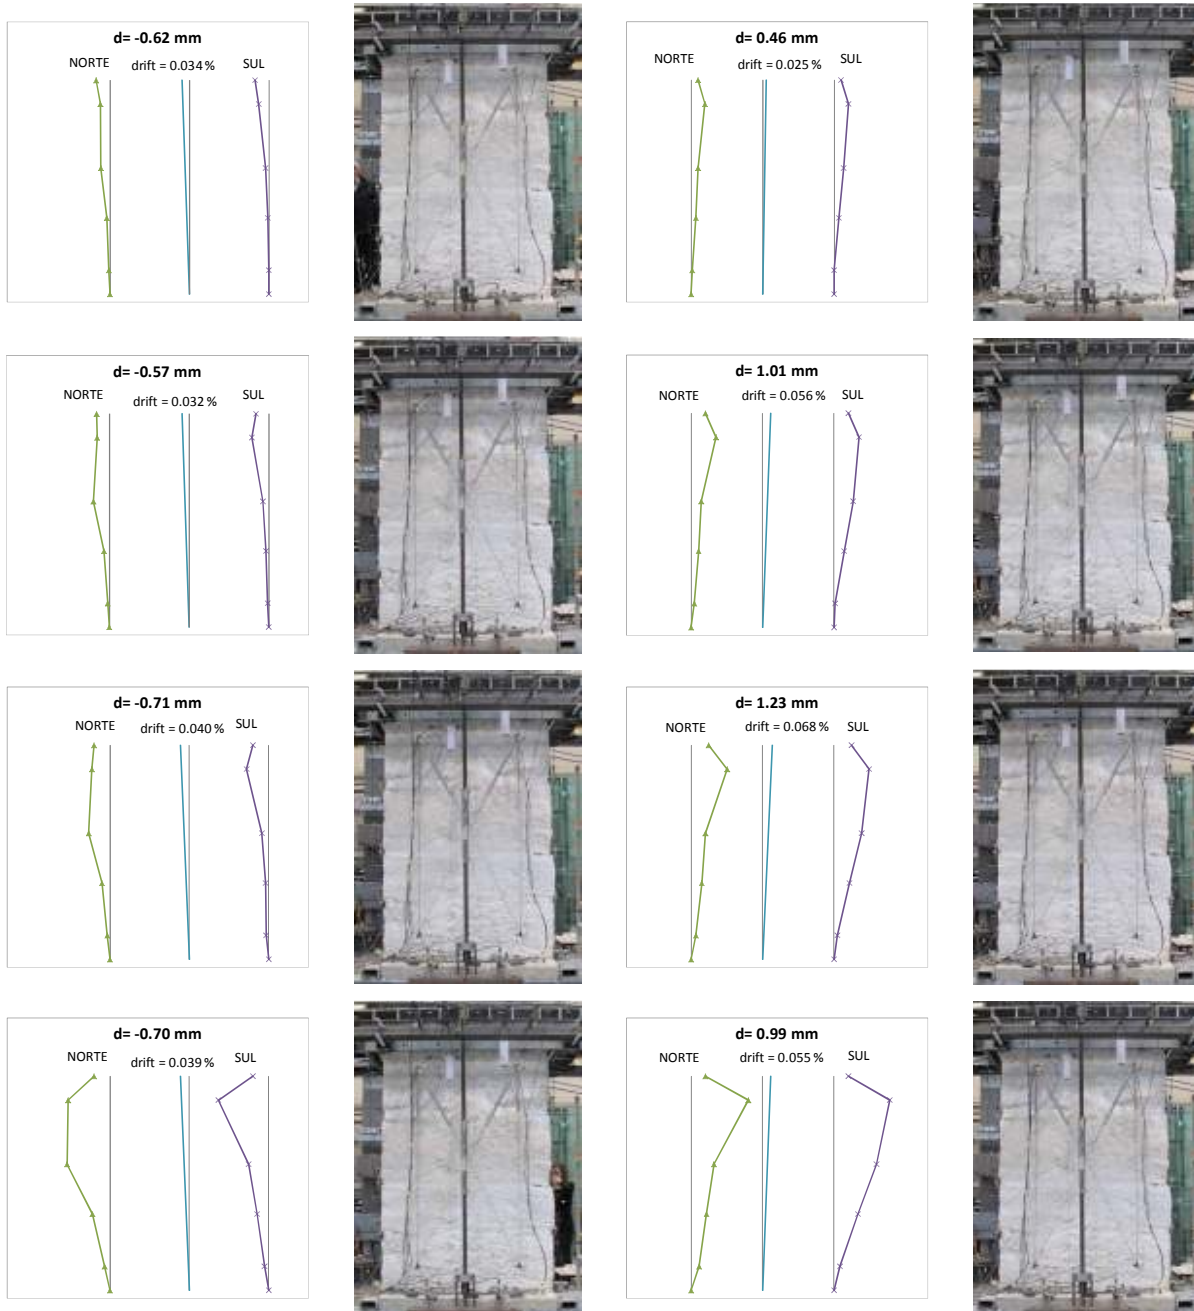 d= -0.62 mm
NORTE drift = 0.034 % SUL
d= 0.46 mm
NORTE drift = 0.025 % SUL
d= -0.57 mm
NORTE drift = 0.032 % SUL
d= 1.01 mm
NORTE drift = 0.056 % SUL
d= -0.71 mm
NORTE drift = 0.040 % SUL
d= 1.23 mm
NORTE drift = 0.068 % SUL
d= -0.70 mm
NORTE drift = 0.039 % SUL
d= 0.99 mm
NORTE drift = 0.055 % SUL